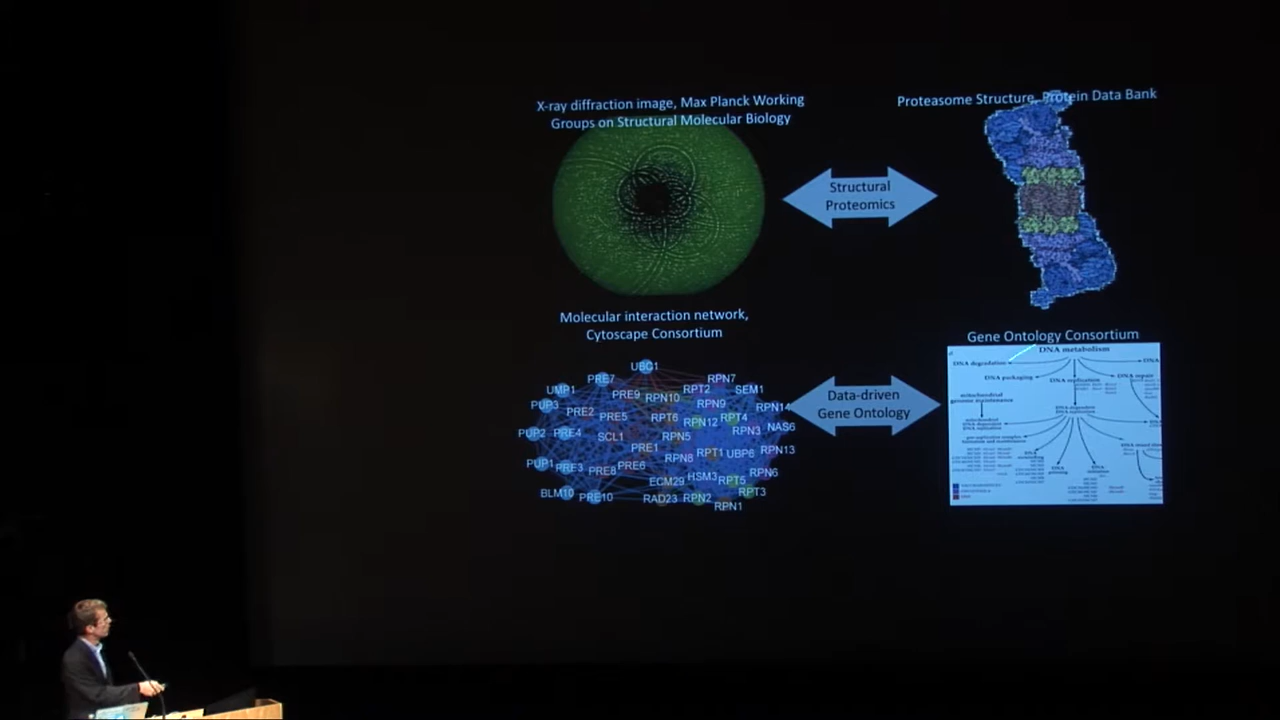 X-ray diffraction image, Max Planck Working
Groups on Structural Molecular Biology
Proteasome Structure, Protein Data Bank
Structural
Proteomics
Molecular interaction network,
Cytoscape Consortium
Gene Ontology Consortium
UBC1
PRE7
RPN7
UMP1
PRE9
RPN10
RPT2
SEM1
PUP3
PRE2
PRE5
RPT6
RPN9
RPN12
RPT4
RPN14
PUP2
PRE4
SCL1
RPN5
RPN3
NAS6
PRE1
RPN8
RPT1
UBP6
RPN13
PUP1
PRE3
PRE8
PRE6
ECM29
HSM3
RPT5
RPN6
BLM10
PRE10
RAD23
RPN2
RPT3
RPN1
Data-driven
Gene Ontology
DNA metabolism
DNA degradation
DNA
DNA packaging
DNA replication
DNA repair
mitochondrial
genome maintenance